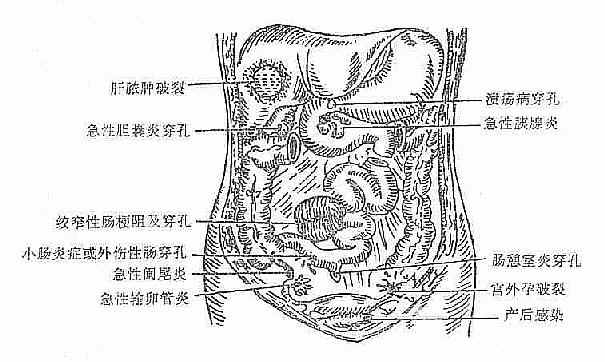 肝脓肿破裂
急性胆囊炎穿孔
绞窄性肠梗阻及穿孔
小肠炎症或外伤性肠穿孔
急性阑尾炎
急性输卵管炎
溃疡病穿孔
急性胰腺炎
肠憩室炎穿孔
宫外孕破裂
产后感染